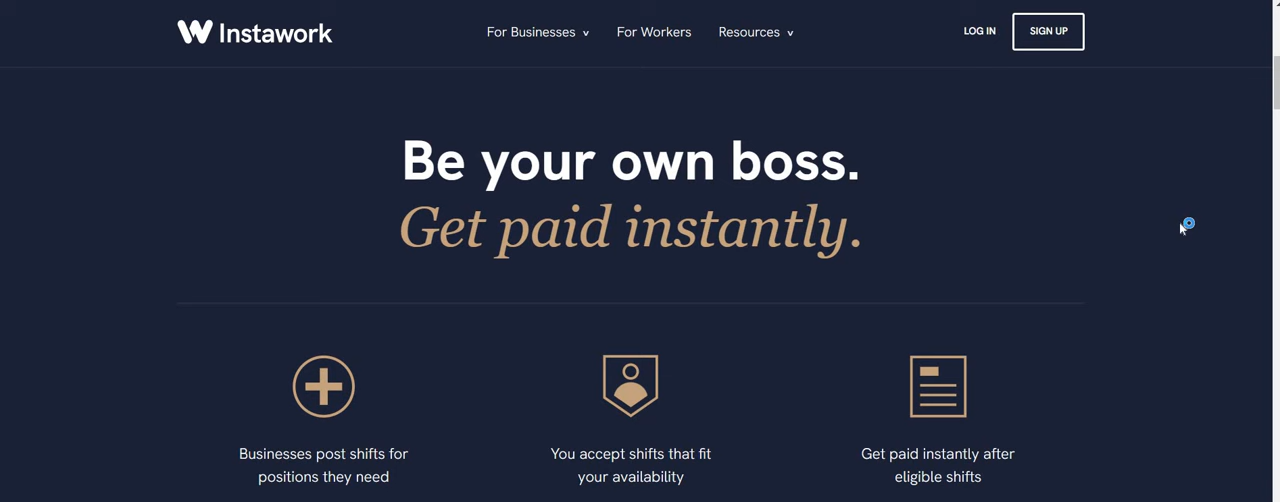 Instawork
For Businesses
For Workers
Resources
LOG IN
SIGN UP
Be your own boss.
Get paid instantly.
Businesses post shifts for
positions they need
You accept shifts that fit
your availability
Get paid instantly after
eligible shifts